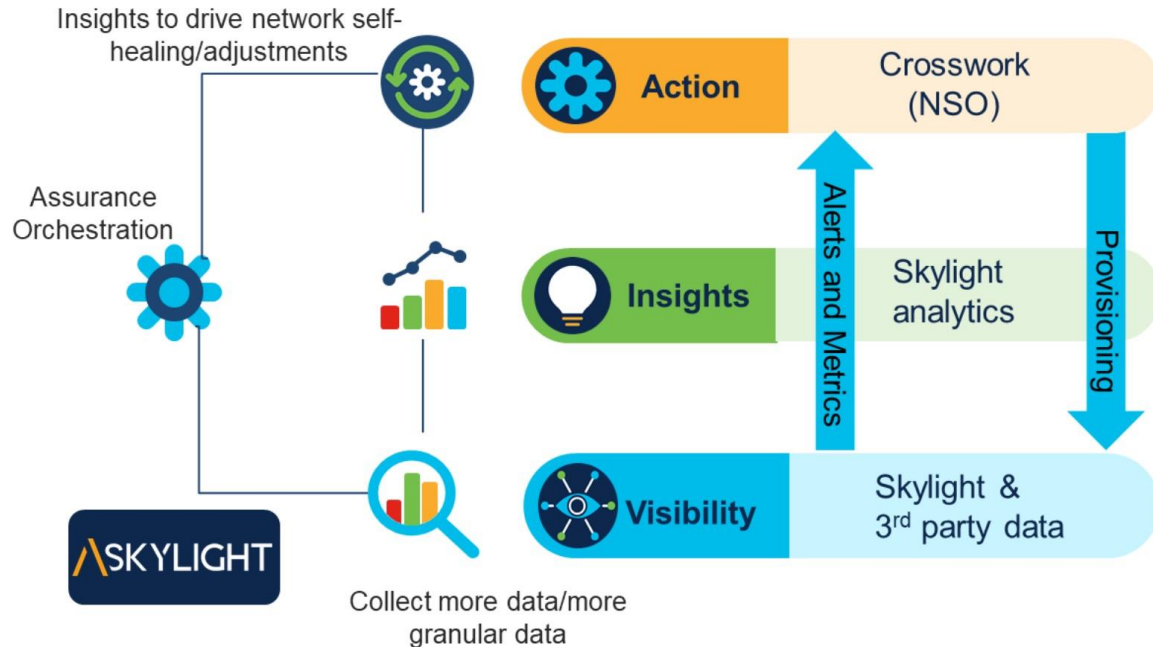 Insights to drive network self-
healing/adjustments
Assurance
Orchestration
SKYLIGHT
Collect more data/more
granular data
Action
Crosswork
(NSO)
Insights
Skylight
analytics
Visibility
Skylight &
3rd party data
Alerts and Metrics
Provisioning